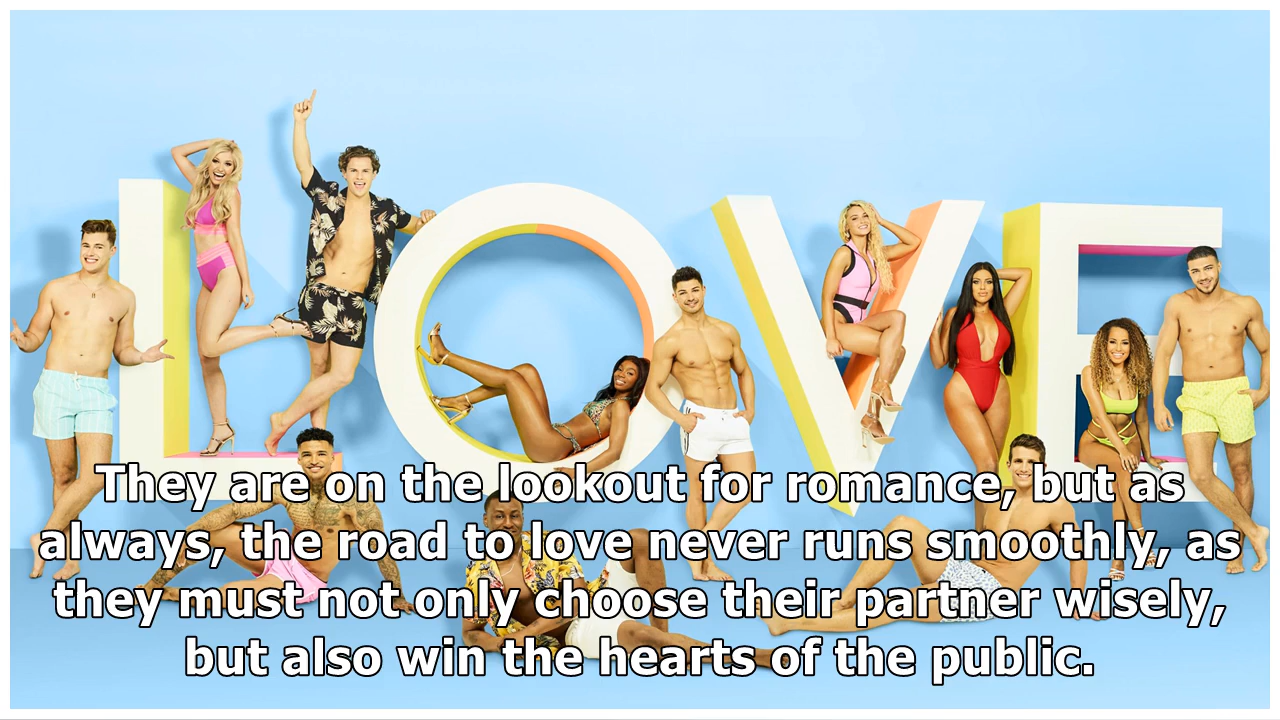 LOVE
They are on the lookout for romance, but as
always, the road to love never runs smoothly, as
they must not only choose their partner wisely,
but also win the hearts of the public.